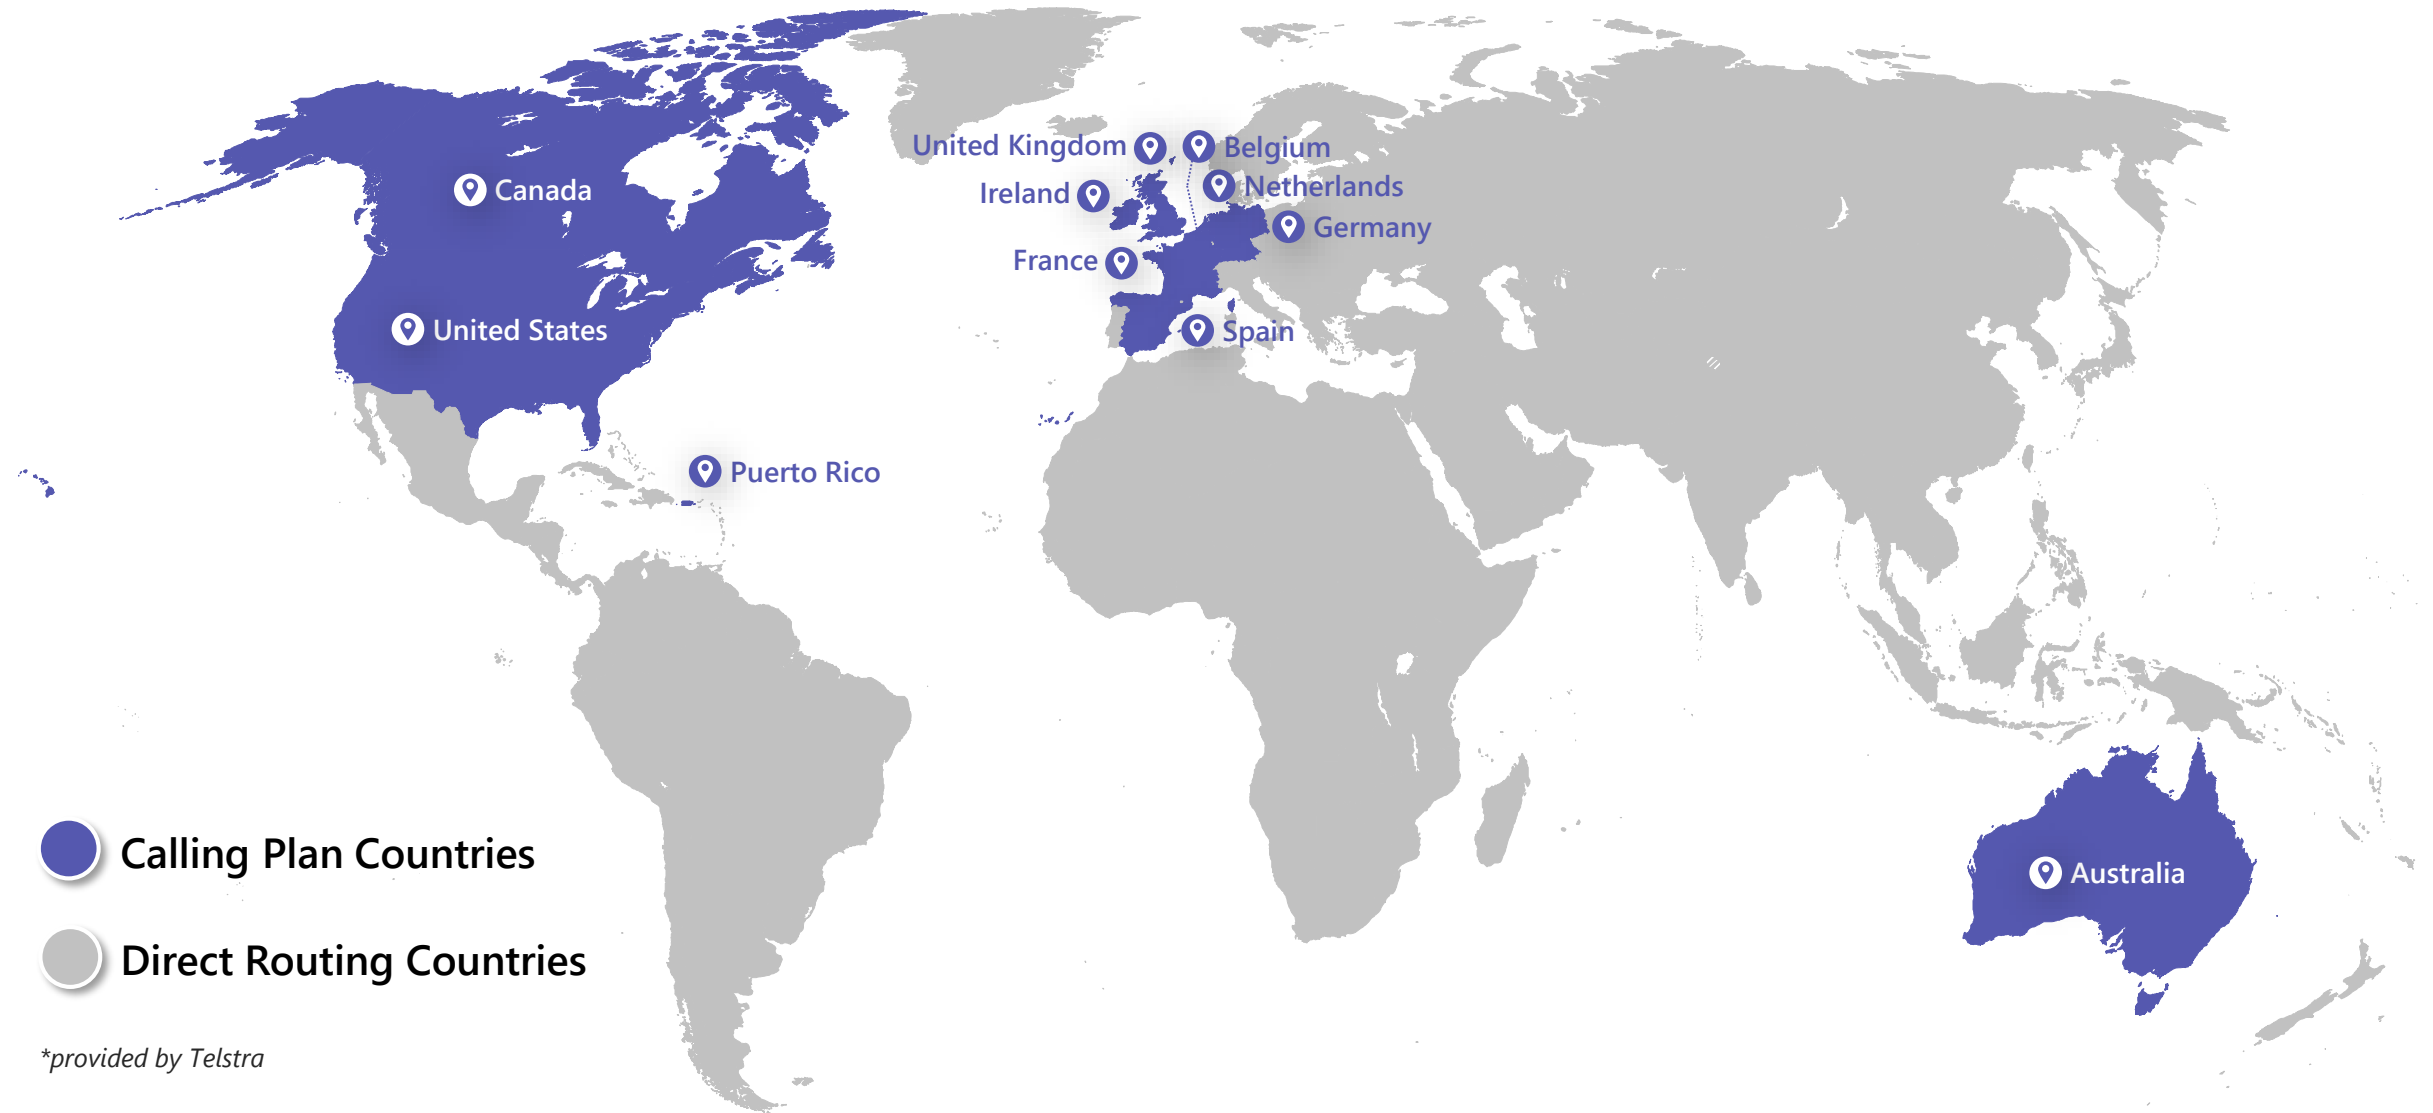 United Kingdom
Belgium
Canada
Ireland
Netherlands
Germany
France
United States
Spain
Puerto Rico
Calling Plan Countries
Australia
Direct Routing Countries
*provided by Telstra